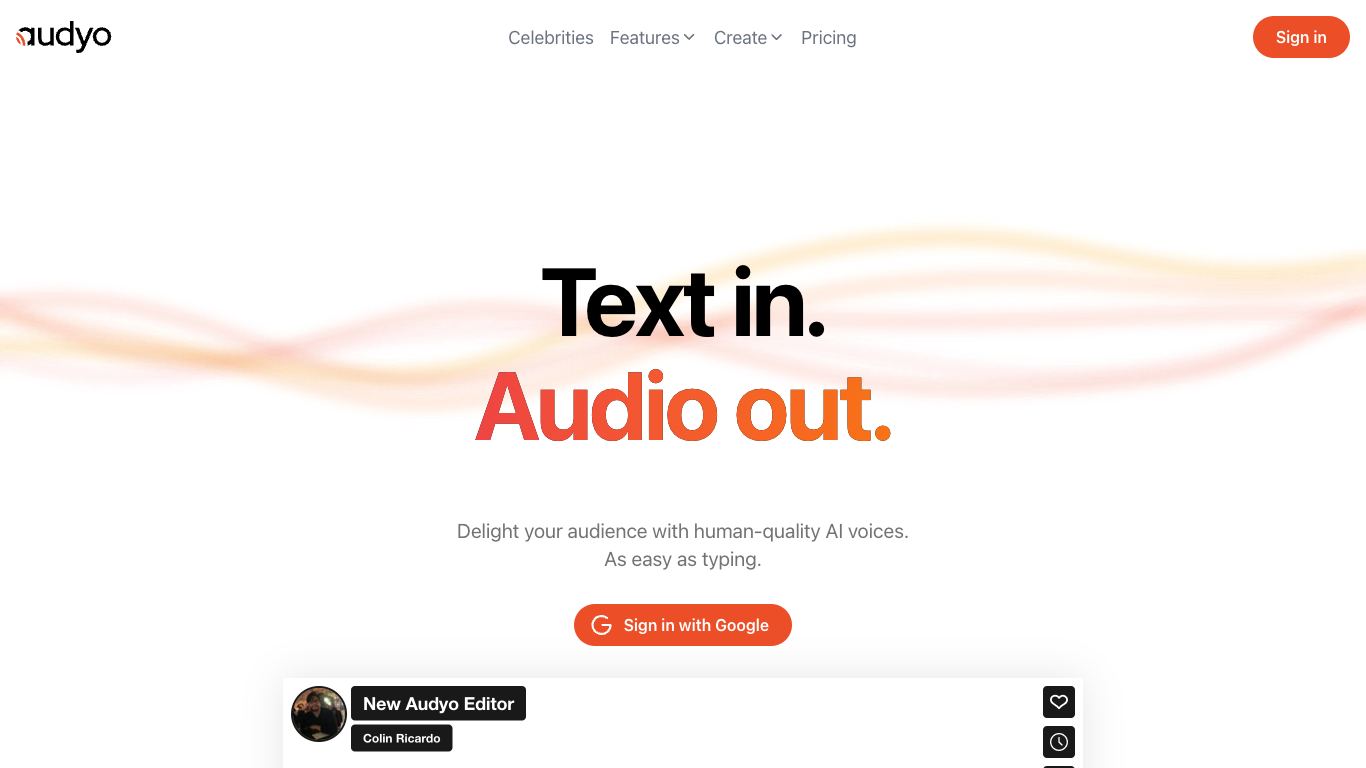 audyo
Celebrities
Features
Create
Pricing
Sign in
Text in.
Audio out.
Delight your audience with human-quality AI voices.
As easy as typing.
Sign in with Google
New Audyo Editor
Colin Ricardo